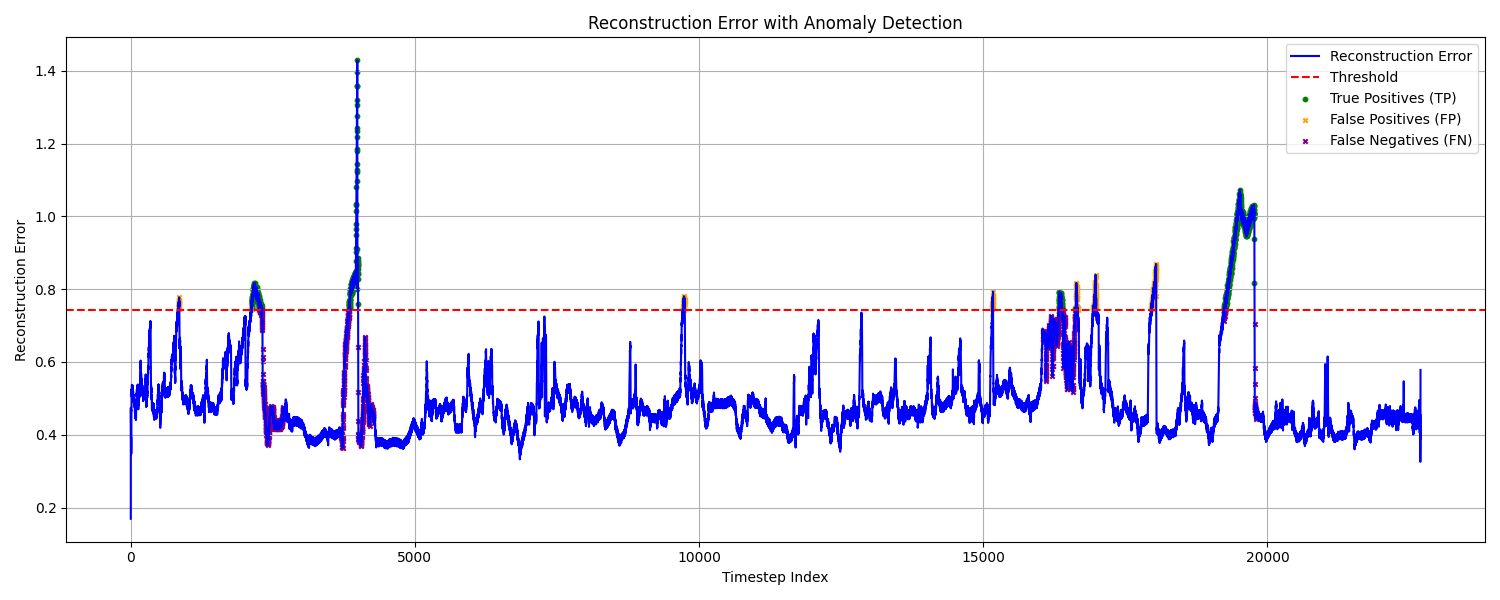 Reconstruction Error with Anomaly Detection
Reconstruction Error
Threshold
True Positives (TP)
False Positives (FP)
False Negatives (FN)
Reconstruction Error
1.4
1.2
1.0
0.8
0.6
0.4
0.2
0
5000
10000
15000
20000
Timestep Index